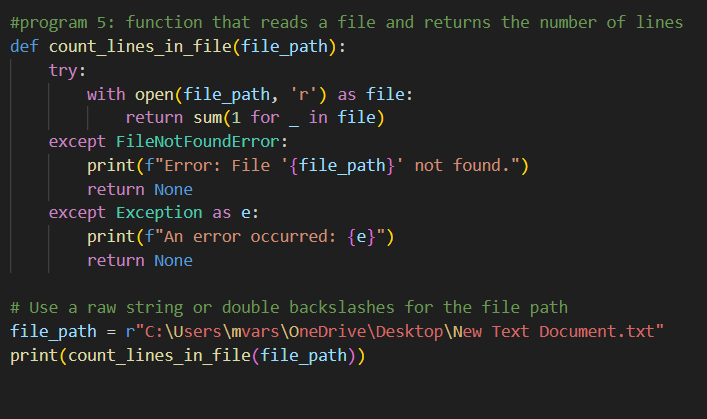 #program 5: function that reads a file and returns the number of lines
def count_lines_in_file(file_path):
    try:
        with open(file_path, 'r') as file:
            return sum(1 for _ in file)
    except FileNotFoundError:
        print(f"Error: File '{file_path}' not found.")
        return None
    except Exception as e:
        print(f"An error occurred: {e}")
        return None

# Use a raw string or double backslashes for the file path
file_path = r"C:\Users\mvars\OneDrive\Desktop\New Text Document.txt"
print(count_lines_in_file(file_path))